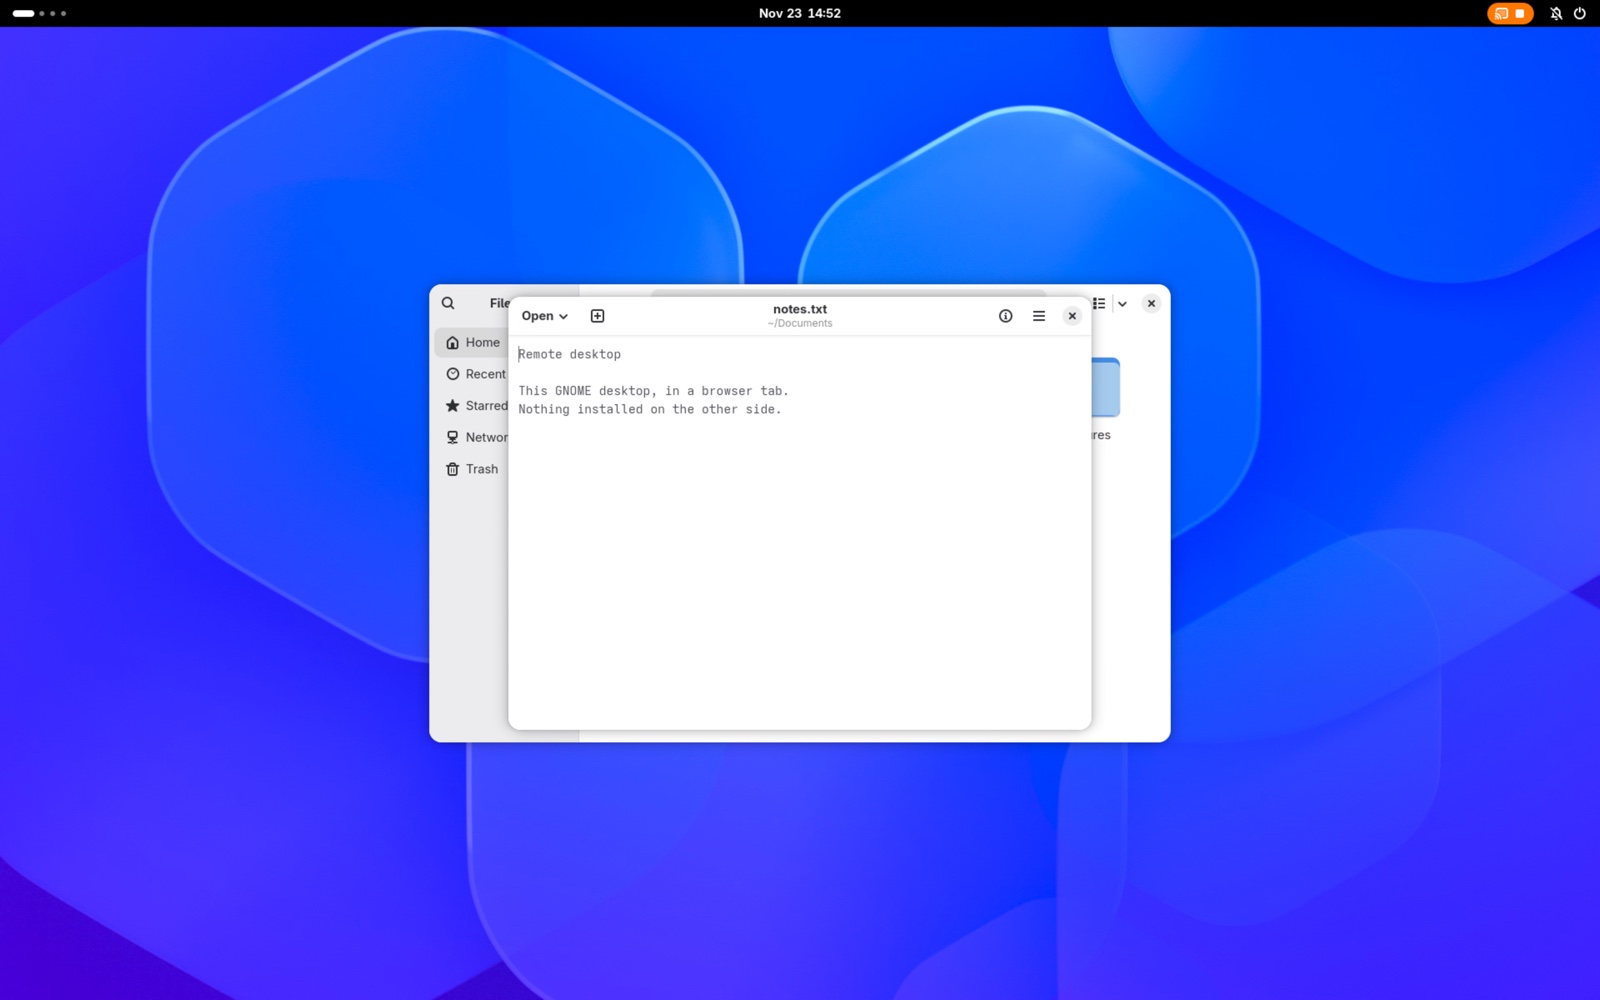 Nov 23 14:52
File
Open
notes.txt
~/Documents
Home
Recent
Starred
Networ
Trash
Remote desktop
This GNOME desktop, in a browser tab.
Nothing installed on the other side.
res